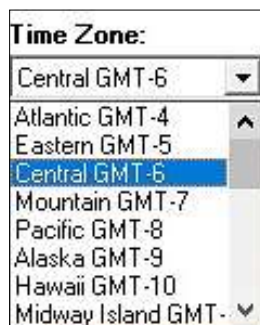 Time Zone:
Central GMT-6
Atlantic GMT-4
Eastern GMT-5
Central GMT-6
Mountain GMT-7
Pacific GMT-8
Alaska GMT-9
Hawaii GMT-10
Midway Island GMT-